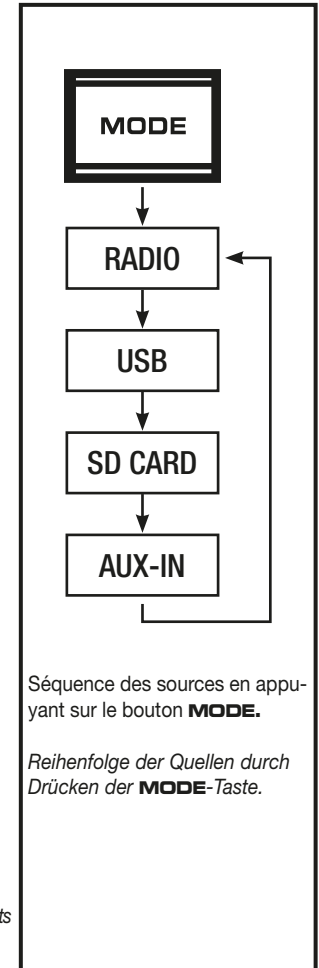 MODE
RADIO
USB
SD CARD
AUX-IN
Séquence des sources en appu-
yant sur le bouton MODE.
Reihenfolge der Quellen durch
Drücken der MODE-Taste.
ts